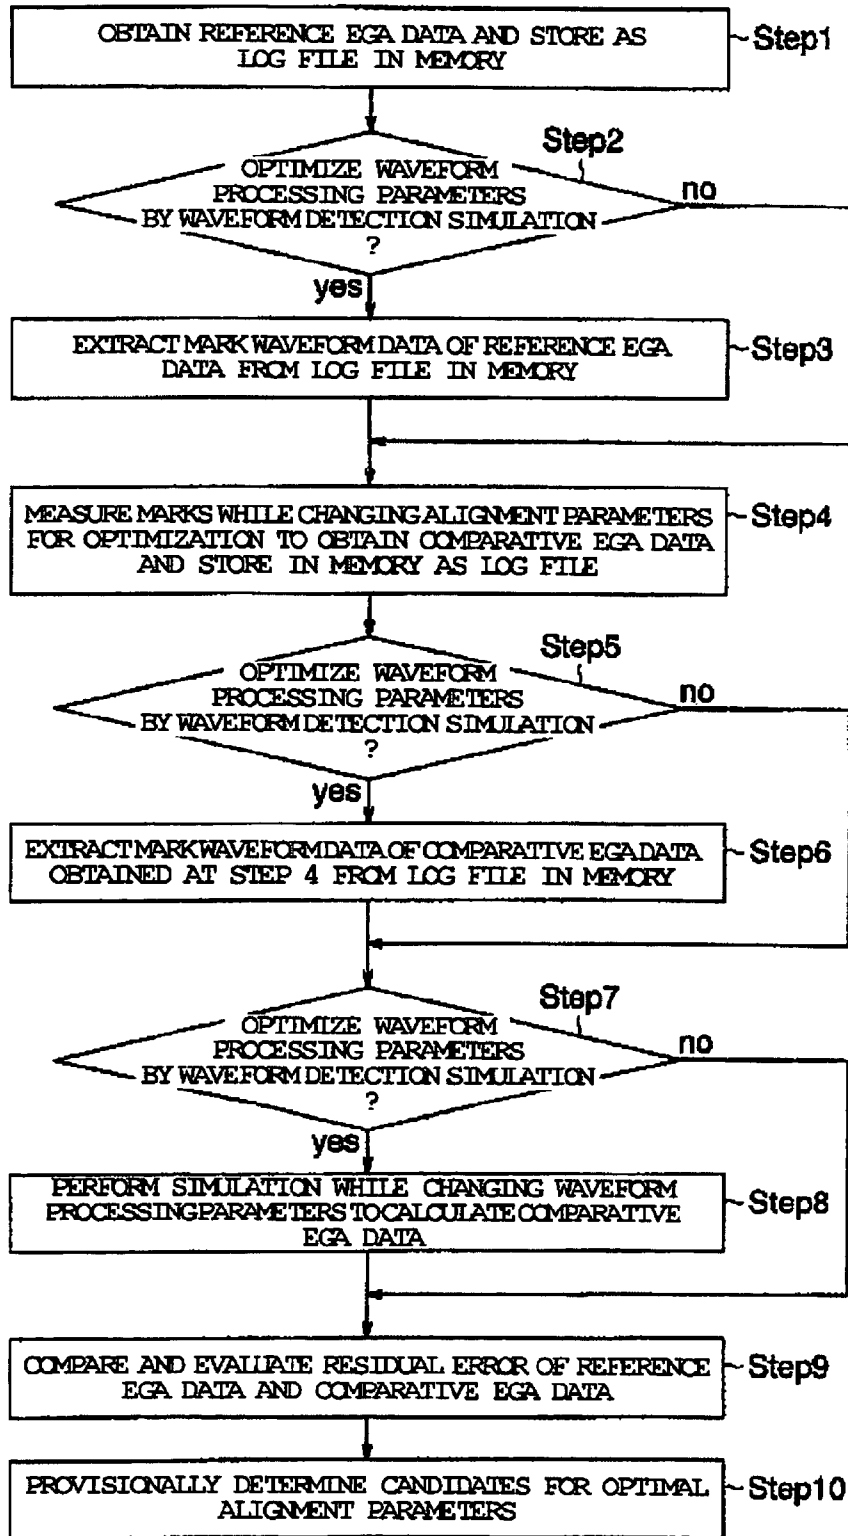 OBTAIN REFERENCE EGA DATA AND STORE AS
LOG FILE IN MEMORY
Step1
Step2
OPTIMIZE WAVEFORM
PROCESSING PARAMETERS
BY WAVEFORM DETECTION SIMULATION
?
no
yes
EXTRACT MARK WAVEFORM DATA OF REFERENCE EGA
DATA FROM LOG FILE IN MEMORY
Step3
MEASURE MARKS WHILE CHANGING ALIGNMENT PARAMETERS
FOR OPTIMIZATION TO OBTAIN COMPARATIVE EGA DATA
AND STORE IN MEMORY AS LOG FILE
Step4
Step5
OPTIMIZE WAVEFORM
PROCESSING PARAMETERS
BY WAVEFORM DETECTION SIMULATION
?
no
yes
EXTRACT MARK WAVEFORM DATA OF COMPARATIVE EGA DATA
OBTAINED AT STEP 4 FROM LOG FILE IN MEMORY
Step6
Step7
OPTIMIZE WAVEFORM
PROCESSING PARAMETERS
BY WAVEFORM DETECTION SIMULATION
?
no
yes
PERFORM SIMULATION WHILE CHANGING WAVEFORM
PROCESSING PARAMETERS TO CALCULATE COMPARATIVE
EGA DATA
Step8
COMPARE AND EVALUATE RESIDUAL ERROR OF REFERENCE
EGA DATA AND COMPARATIVE EGA DATA
Step9
PROVISIONALLY DETERMINE CANDIDATES FOR OPTIMAL
ALIGNMENT PARAMETERS
Step10